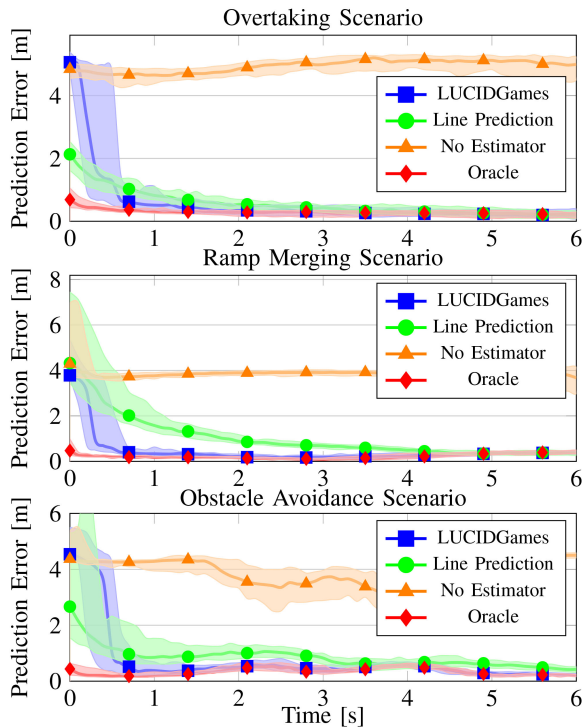 Overtaking Scenario
Prediction Error [m]
4
2
0
LUCIDGames
Line Prediction
No Estimator
Oracle
0 1 2 3 4 5 6
Ramp Merging Scenario
Prediction Error [m]
8
6
4
2
0
LUCIDGames
Line Prediction
No Estimator
Oracle
0 1 2 3 4 5 6
Obstacle Avoidance Scenario
Prediction Error [m]
6
4
2
0
LUCIDGames
Line Prediction
No Estimator
Oracle
0 1 2 3 4 5 6
Time [s]